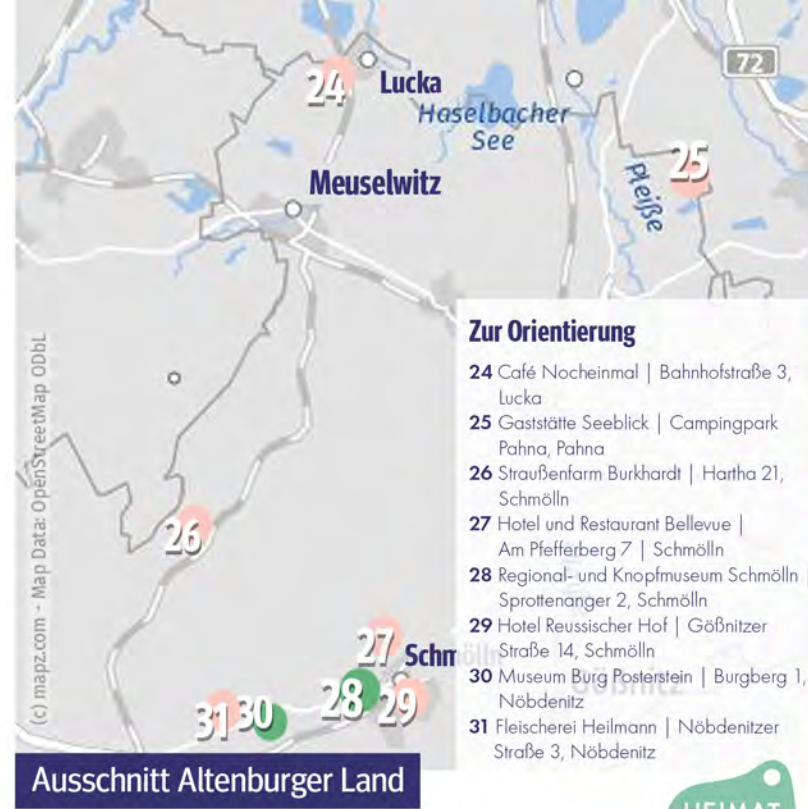 72
24
Lucka
Haselbacher
See
25
Pleiße
Meuselwitz
Zur Orientierung
24 Café Nocheinmal | Bahnhofstraße 3,
Lucka
25 Gaststätte Seeblick | Campingpark
Pahna, Pahna
26 Straußenfarm Burkhardt | Hartha 21,
Schmölln
27 Hotel und Restaurant Bellevue |
Am Pfefferberg 7 | Schmölln
28 Regional- und Knopfmuseum Schmölln |
Sprottenanger 2, Schmölln
29 Hotel Reussischer Hof | Gößnitzer
Straße 14, Schmölln
30 Museum Burg Posterstein | Burgberg 1,
Nöbdenitz
31 Fleischerei Heilmann | Nöbdenitzer
Straße 3, Nöbdenitz
26
27
Schmölln
Gößnitz
28
29
31
30
(c) mapz.com - Map Data: OpenStreetMap ODbL
Ausschnitt Altenburger Land
HEIMAT